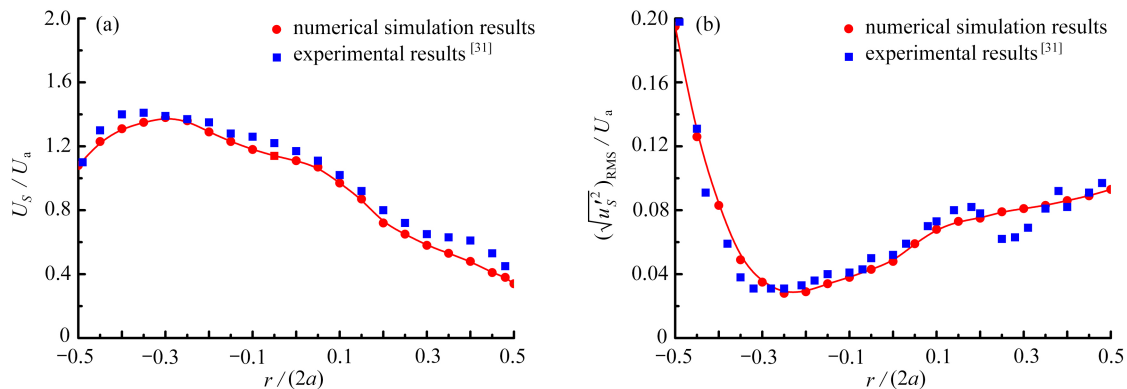 (a)
numerical simulation results
experimental results[31]
2.0
1.6
1.2
0.8
0.4
0
U_S / U_a
−0.5 −0.3 −0.1 0.1 0.3 0.5
r / (2a)
(b)
numerical simulation results
experimental results[31]
0.20
0.16
0.12
0.08
0.04
0
(√u′_S²)_RMS / U_a
−0.5 −0.3 −0.1 0.1 0.3 0.5
r / (2a)